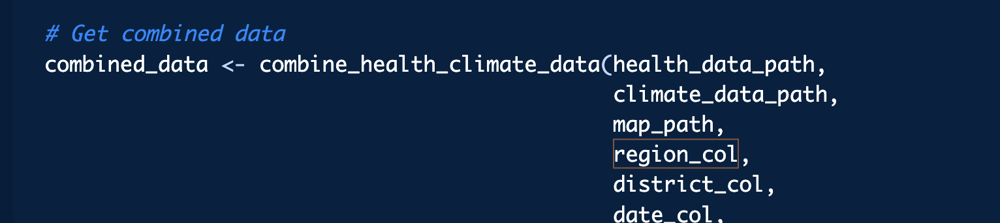 # Get combined data
combined_data <- combine_health_climate_data(health_data_path,
climate_data_path,
map_path,
region_col,
district_col,
date_col,